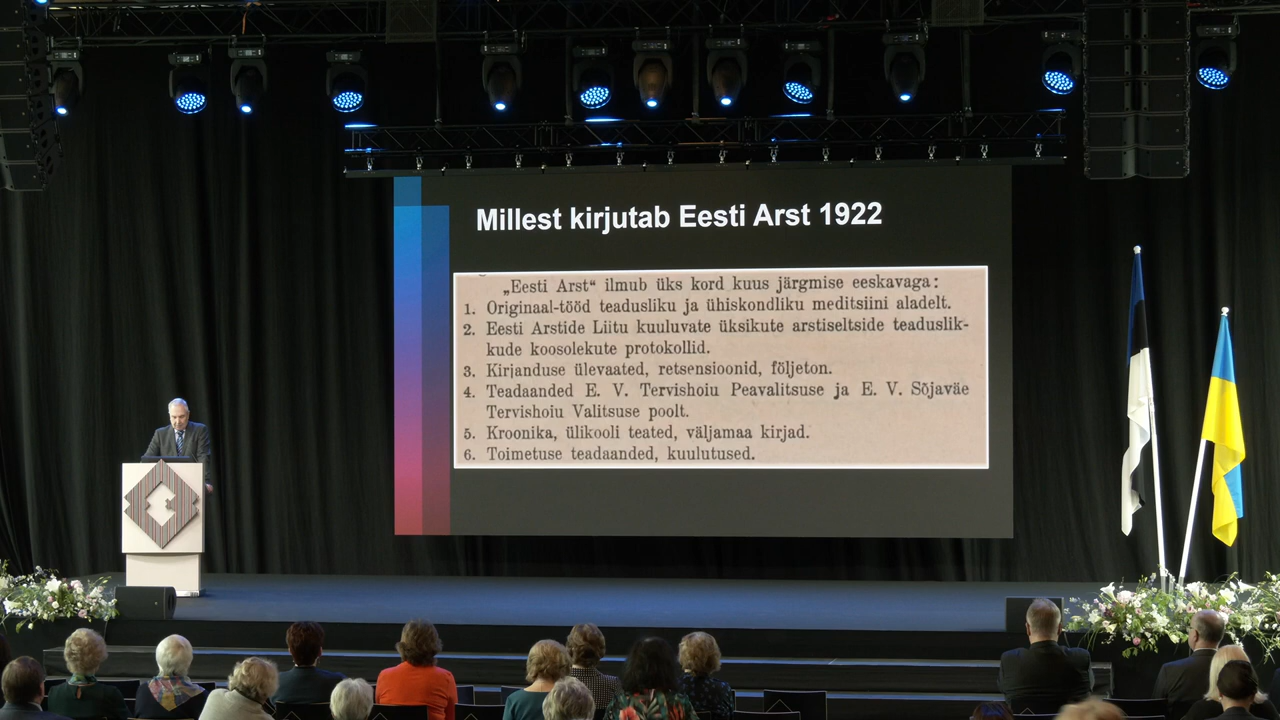 Millest kirjutab Eesti Arst 1922
„Eesti Arst“ ilmub üks kord kuus järgmise eeskavaga:
1. Originaal-tööd teadusliku ja ühiskondliku meditsiini aladelt.
2. Eesti Arstide Liitu kuuluvate üksikute arstiseltside teaduslik-
kude koosolekute protokollid.
3. Kirjanduse ülevaated, retsensioonid, följeton.
4. Teadaanded E. V. Tervishoiu Peavalitsuse ja E. V. Sõjaväe
Tervishoiu Valitsuse poolt.
5. Kroonika, ülikooli teated, väljamaa kirjad.
6. Toimetuse teadaanded, kuulutused.